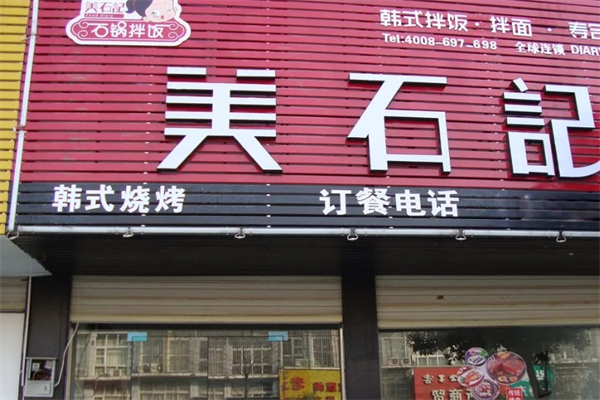 美石記
石锅拌饭
韩式拌饭·拌面·寿司
Tel:4008-697-698 全球连锁 DIAR
美石記
韩式烧烤 订餐电话